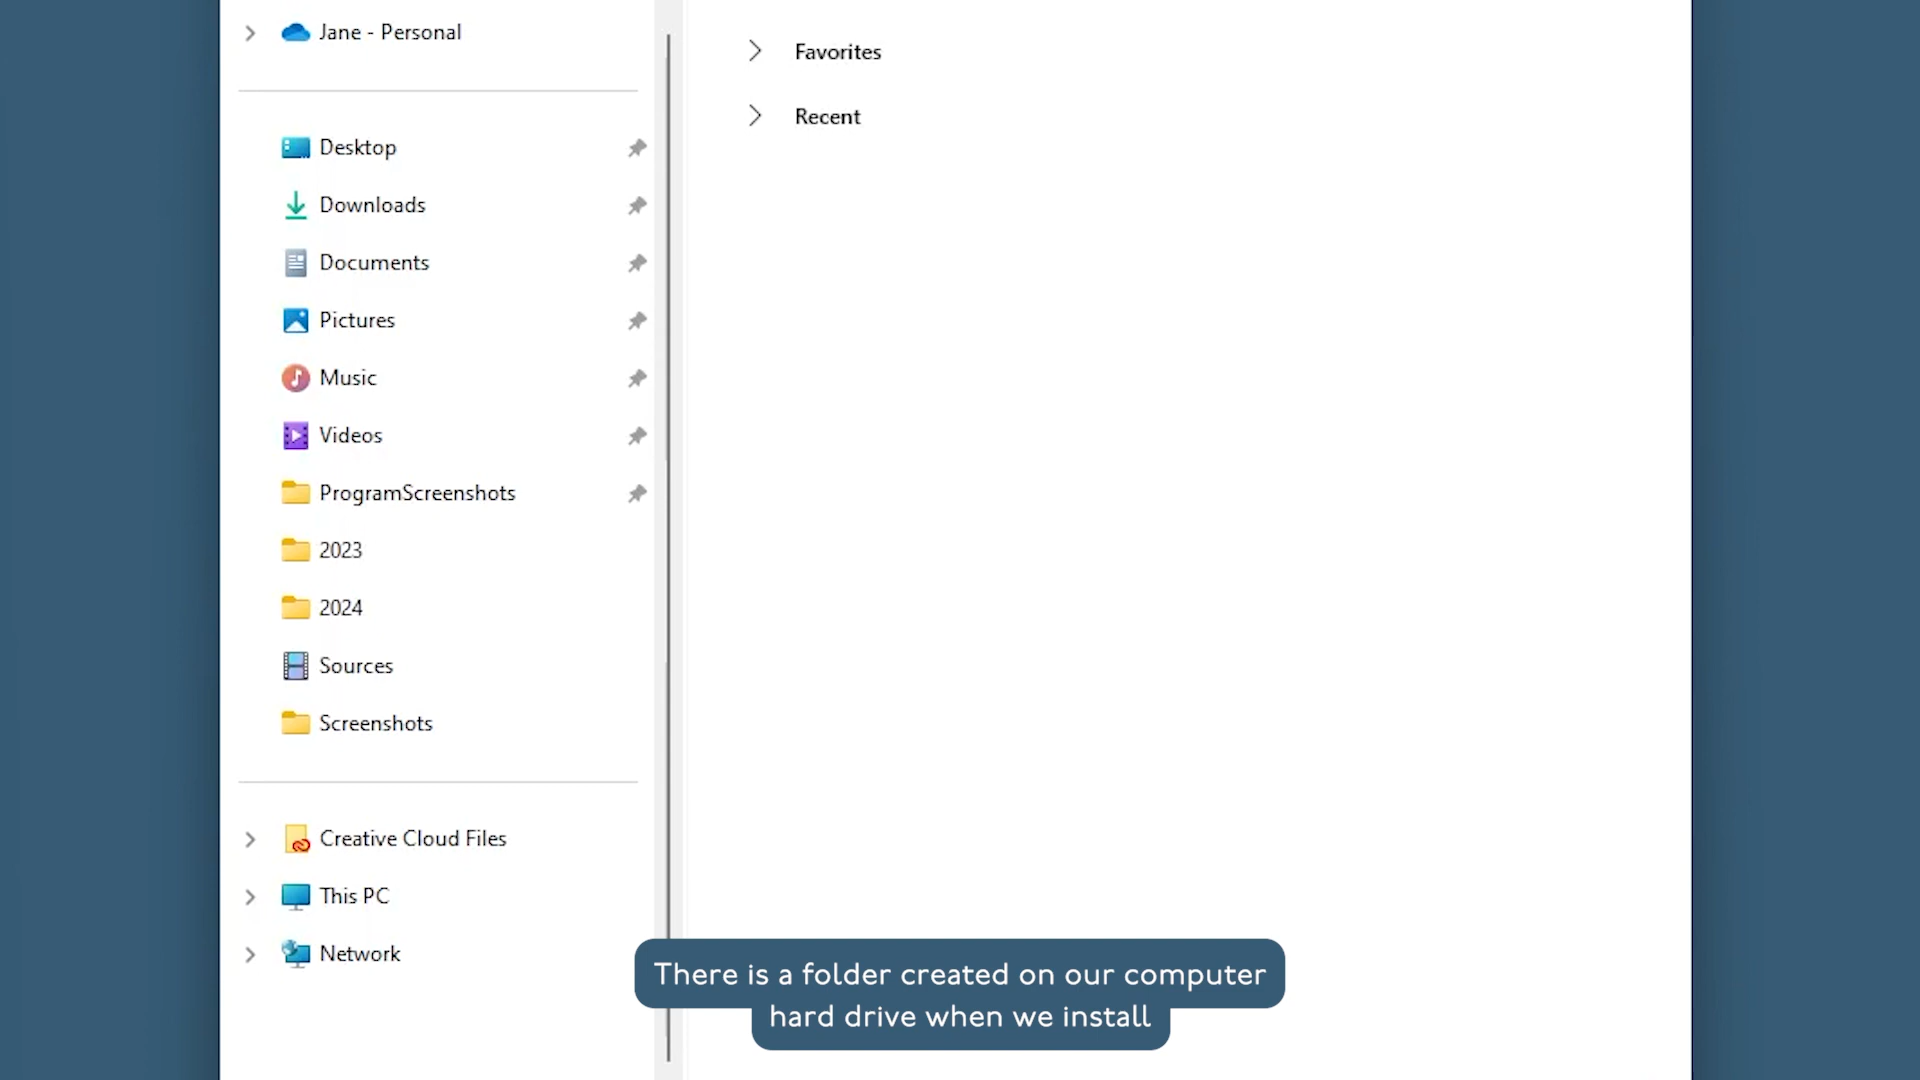 Jane - Personal
Desktop
Downloads
Documents
Pictures
Music
Videos
ProgramScreenshots
2023
2024
Sources
Screenshots
Creative Cloud Files
This PC
Network
Favorites
Recent
There is a folder created on our computer
hard drive when we install